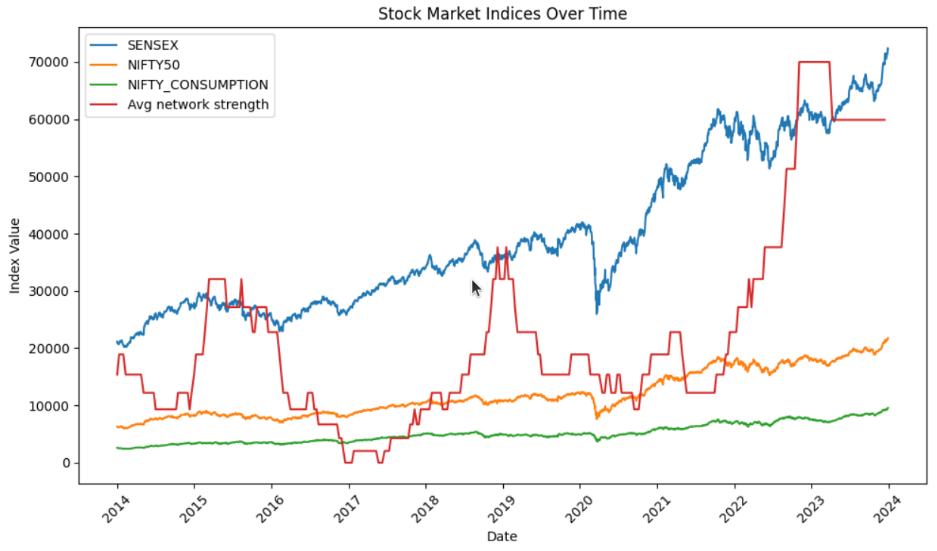 Stock Market Indices Over Time
SENSEX
NIFTY50
NIFTY_CONSUMPTION
Avg network strength
Index Value
70000
60000
50000
40000
30000
20000
10000
0
2014
2015
2016
2017
2018
2019
2020
2021
2022
2023
2024
Date